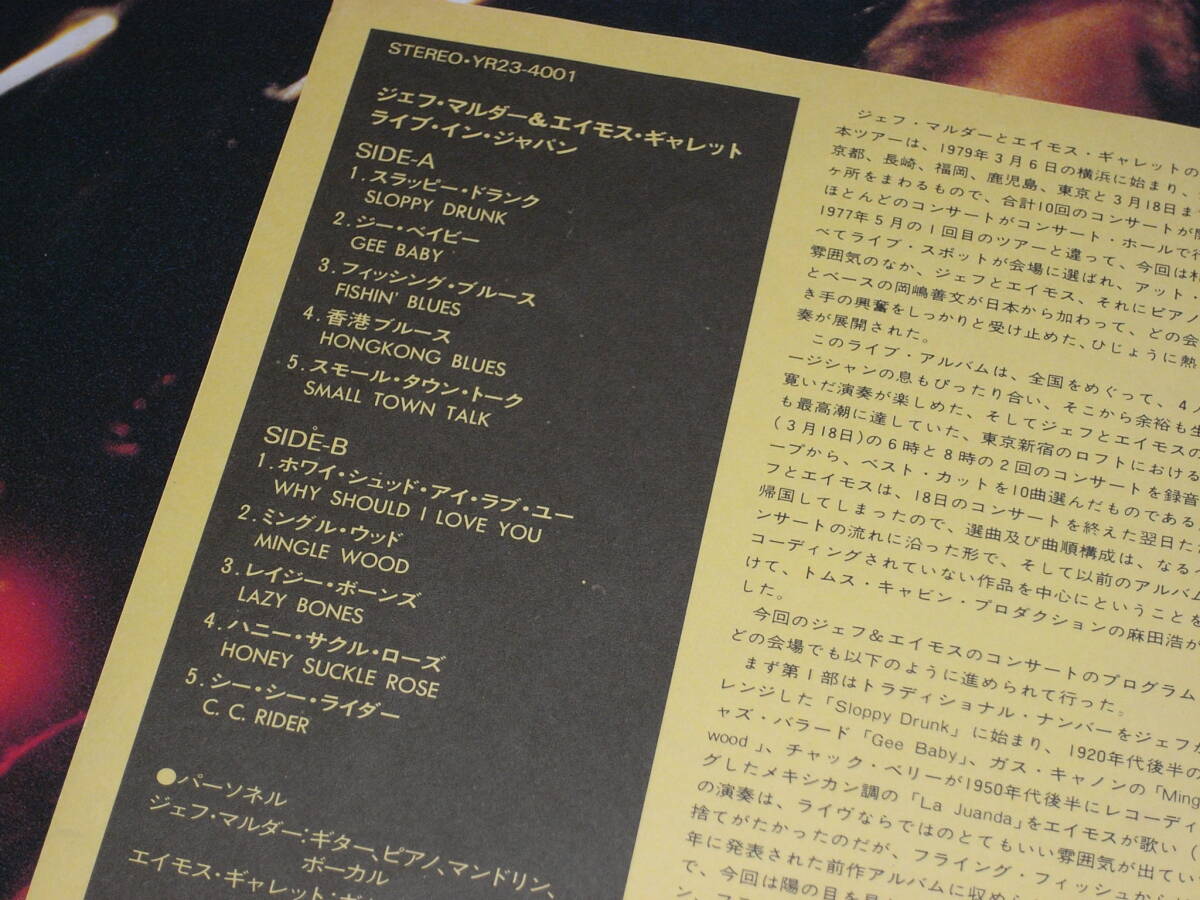 STEREO・YR23-4001
ジェフ・マルダー&エイモス・ギャレット
ライブ・イン・ジャパン
SIDE-A
1.スラッピー・ドランク
SLOPPY DRUNK
2.ジー・ベイビー
GEE BABY
3.フィッシング・ブルース
FISHIN' BLUES
4.香港ブルース
HONGKONG BLUES
5.スモール・タウン・トーク
SMALL TOWN TALK
SIDE-B
1.ホワイ・シュッド・アイ・ラブ・ユー
WHY SHOULD I LOVE YOU
2.ミングル・ウッド
MINGLE WOOD
3.レイジー・ボーンズ
LAZY BONES
4.ハニー・サクル・ローズ
HONEY SUCKLE ROSE
5.シー・シー・ライダー
C. C. RIDER
●パーソネル
ジェフ・マルダー:ギター、ピアノ、マンドリン、
ボーカル
エイモス・ギャレット:ギ
ジェフ・マルダーとエイモス・ギャレットの
本ツアーは、1979年3月6日の横浜に始まり、
京都、長崎、福岡、鹿児島、東京と3月18日ま
ヶ所をまわるもので、合計10回のコンサートが
ほとんどのコンサートがコンサート・ホールで行
1977年5月の1回目のツアーと違って、今回は
べてライブ・スポットが会場に選ばれ、アット・
雰囲気のなか、ジェフとエイモス、それにピアノ
とベースの岡嶋善文が日本から加わって、どの会
き手の興奮をしっかりと受け止めた、ひじょうに熱
奏が展開された。
このライブ・アルバムは、全国をめぐって、4人
ージシャンの息もぴったり合い、そこから余裕も生
寛いだ演奏が楽しめた、そしてジェフとエイモスの
も最高潮に達していた、東京新宿のロフトにおける
(3月18日)の6時と8時の2回のコンサートを録音
ープから、ベスト・カットを10曲選んだものである
フとエイモスは、18日のコンサートを終えた翌日た
帰国してしまったので、選曲及び曲順構成は、なるべ
ンサートの流れに沿った形で、そして以前のアルバム
コーディングされていない作品を中心にということを
けて、トムス・キャビン・プロダクションの麻田浩が
した。
今回のジェフ&エイモスのコンサートのプログラム
どの会場でも以下のように進められて行った。
まず第1部はトラディショナル・ナンバーをジェフが
レンジした「Sloppy Drunk」に始まり、1920年代後半の
ャズ・バラード「Gee Baby」、ガス・キャノンの「Ming
wood」、チャック・ベリーが1950年代後半にレコーディ
グしたメキシカン調の「La Juanda」をエイモスが歌い(
の演奏は、ライヴならではのとてもいい雰囲気が出てい
捨てがたかったのだが、フライング・フィッシュから
年に発表された前作アルバムに収め
で、今回は陽の目を見